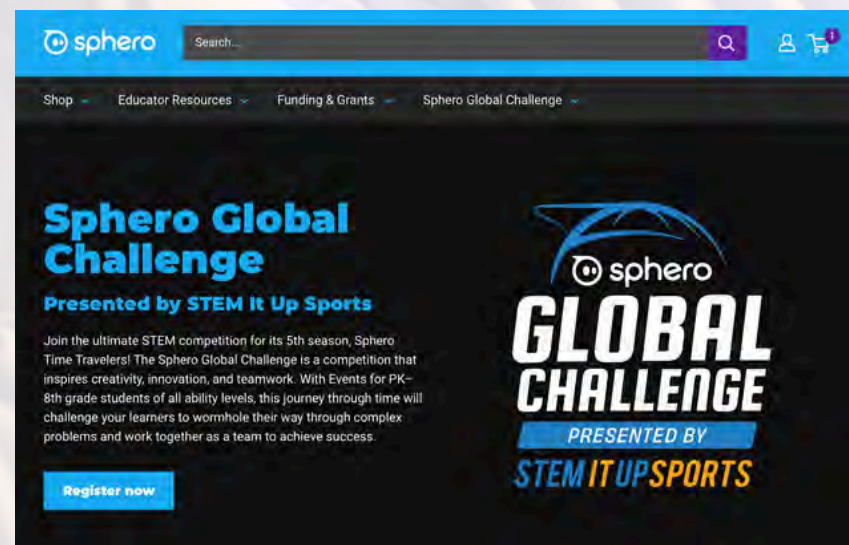 sphero
Search...
i
Shop
Educator Resources
Funding & Grants
Sphero Global Challenge
Sphero Global
Challenge
Presented by STEM It Up Sports
Join the ultimate STEM competition for its 5th season, Sphero
Time Travelers! The Sphero Global Challenge is a competition that
inspires creativity, innovation, and teamwork. With Events for PK–
8th grade students of all ability levels, this journey through time will
challenge your learners to wormhole their way through complex
problems and work together as a team to achieve success.
Register now
sphero
GLOBAL
CHALLENGE
PRESENTED BY
STEM IT UP SPORTS